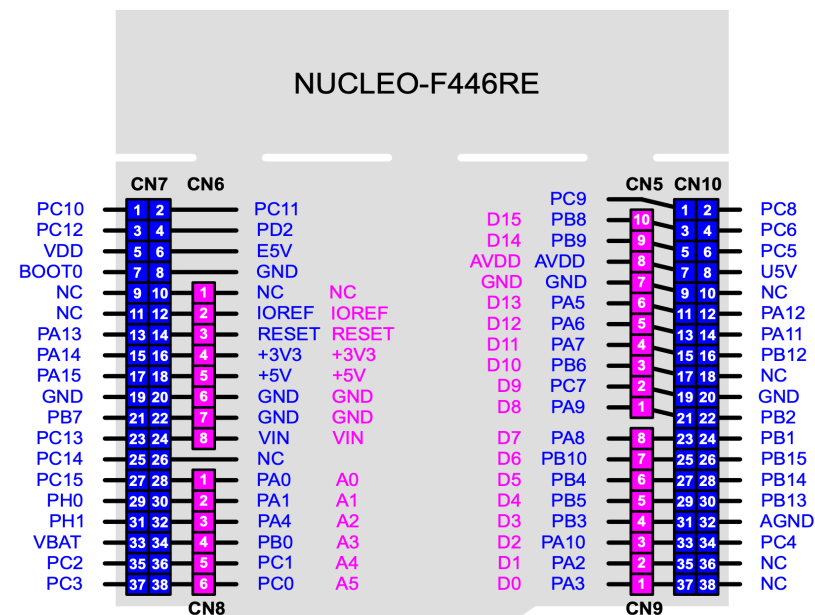 NUCLEO-F446RE
CN7 CN6 CN5 CN10
PC9
PC10 1 2 PC11 1 2 PC8
D15 PB8 10
PC12 3 4 PD2 3 4 PC6
D14 PB9 9
VDD 5 6 E5V 5 6 PC5
AVDD AVDD 8
BOOT0 7 8 GND 7 8 U5V
GND GND 7
NC 9 10 1 NC NC 9 10 NC
D13 PA5 6
NC 11 12 2 IOREF IOREF 11 12 PA12
D12 PA6 5
PA13 13 14 3 RESET RESET 13 14 PA11
D11 PA7 4
PA14 15 16 4 +3V3 +3V3 15 16 PB12
D10 PB6 3
PA15 17 18 5 +5V +5V 17 18 NC
D9 PC7 2
GND 19 20 6 GND GND 19 20 GND
D8 PA9 1
PB7 21 22 7 GND GND 21 22 PB2
PC13 23 24 8 VIN VIN D7 PA8 8 23 24 PB1
PC14 25 26 NC D6 PB10 7 25 26 PB15
PC15 27 28 1 PA0 A0 D5 PB4 6 27 28 PB14
PH0 29 30 2 PA1 A1 D4 PB5 5 29 30 PB13
PH1 31 32 3 PA4 A2 D3 PB3 4 31 32 AGND
VBAT 33 34 4 PB0 A3 D2 PA10 3 33 34 PC4
PC2 35 36 5 PC1 A4 D1 PA2 2 35 36 NC
PC3 37 38 6 PC0 A5 D0 PA3 1 37 38 NC
CN8 CN9